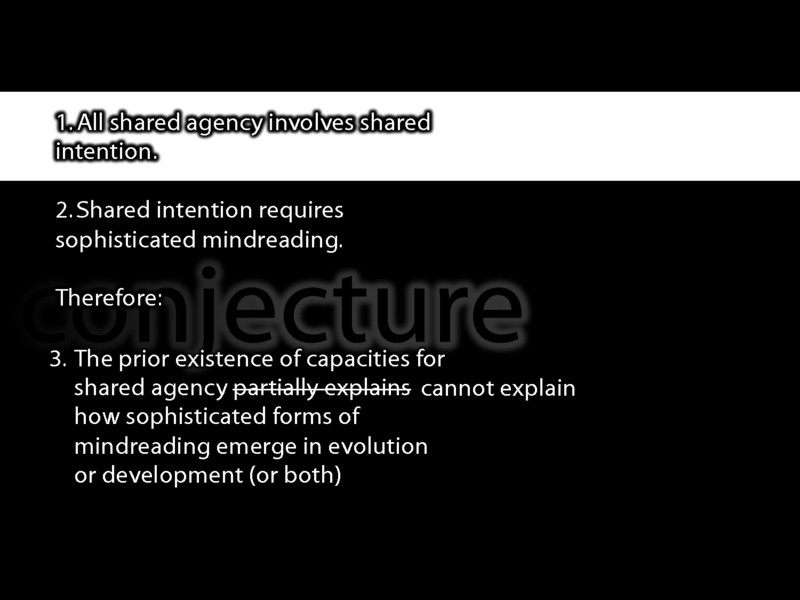 1. All shared agency involves shared
intention.
2. Shared intention requires
sophisticated mindreading.
conjecture
Therefore:
3. The prior existence of capacities for
shared agency partially explains cannot explain
how sophisticated forms of
mindreading emerge in evolution
or development (or both)